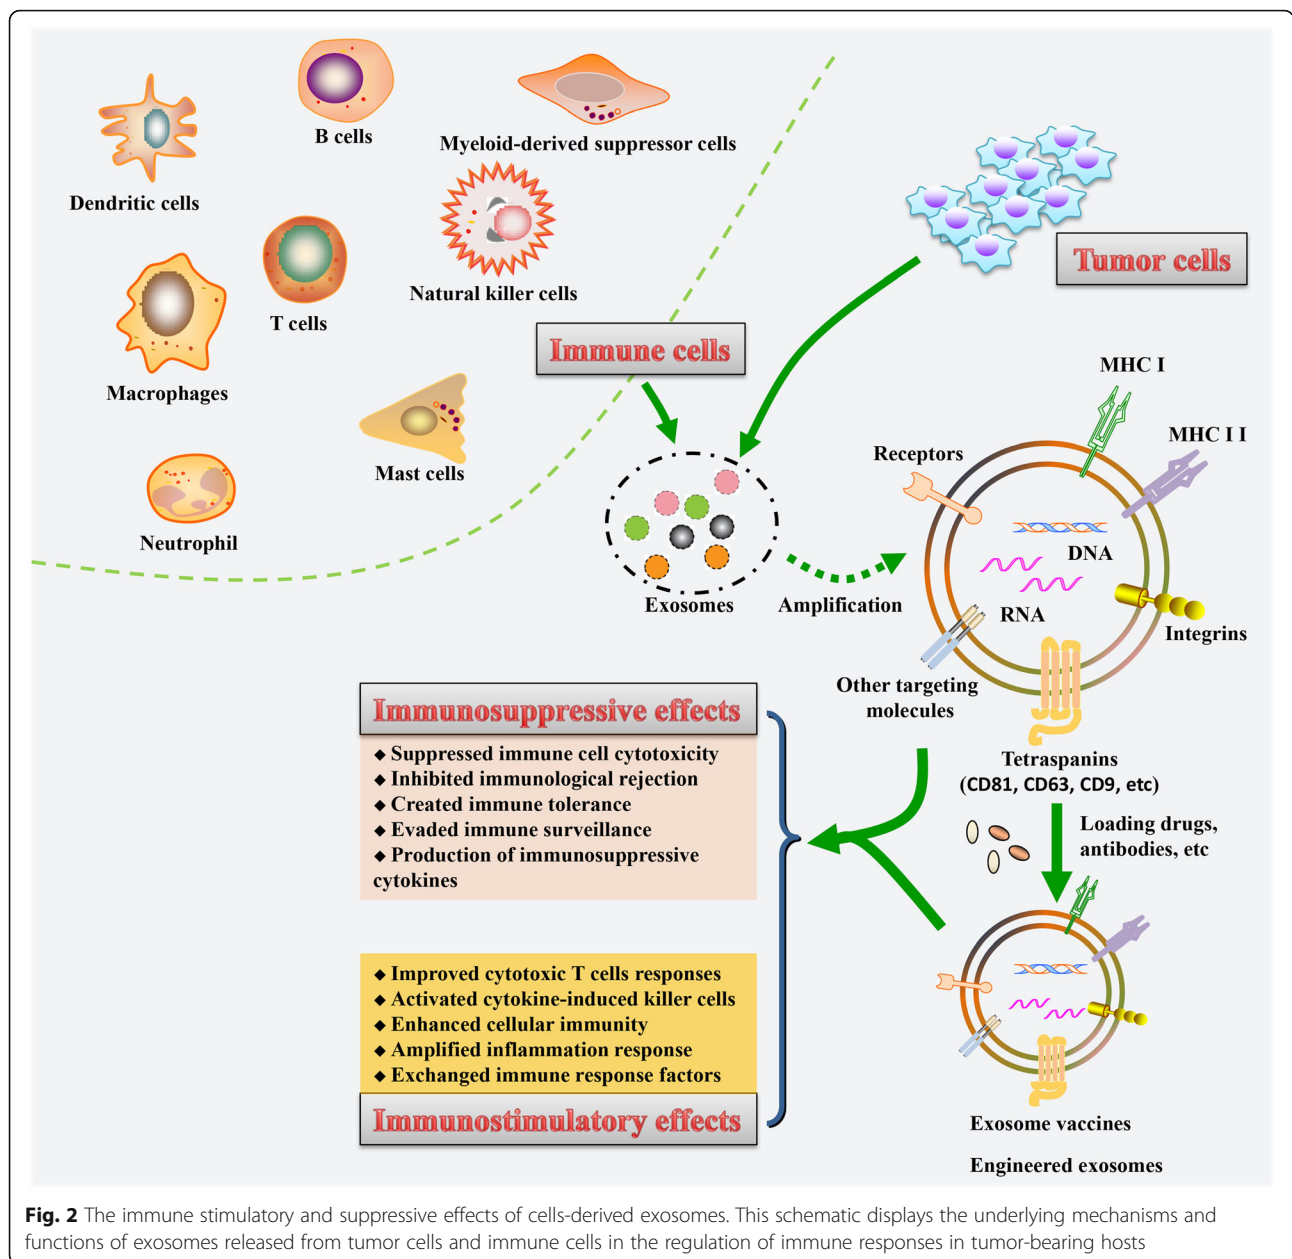 B cells
Myeloid-derived suppressor cells
Dendritic cells
Natural killer cells
T cells
Macrophages
Mast cells
Neutrophil
Immune cells
Tumor cells
MHC I
MHC I I
Receptors
DNA
RNA
Integrins
Exosomes
Amplification
Other targeting
molecules
Tetraspanins
(CD81, CD63, CD9, etc)
Loading drugs,
antibodies, etc
Immunosuppressive effects
◆ Suppressed immune cell cytotoxicity
◆ Inhibited immunological rejection
◆ Created immune tolerance
◆ Evaded immune surveillance
◆ Production of immunosuppressive
cytokines
◆ Improved cytotoxic T cells responses
◆ Activated cytokine-induced killer cells
◆ Enhanced cellular immunity
◆ Amplified inflammation response
◆ Exchanged immune response factors
Immunostimulatory effects
Exosome vaccines
Engineered exosomes
Fig. 2 The immune stimulatory and suppressive effects of cells-derived exosomes. This schematic displays the underlying mechanisms and
functions of exosomes released from tumor cells and immune cells in the regulation of immune responses in tumor-bearing hosts